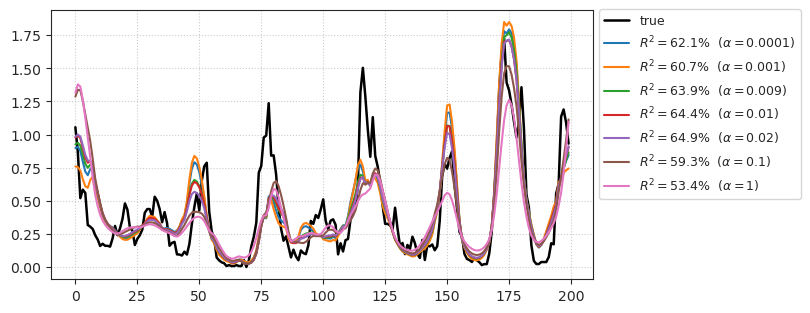 true
R² = 62.1% (α = 0.0001)
R² = 60.7% (α = 0.001)
R² = 63.9% (α = 0.009)
R² = 64.4% (α = 0.01)
R² = 64.9% (α = 0.02)
R² = 59.3% (α = 0.1)
R² = 53.4% (α = 1)
1.75
1.50
1.25
1.00
0.75
0.50
0.25
0.00
0 25 50 75 100 125 150 175 200